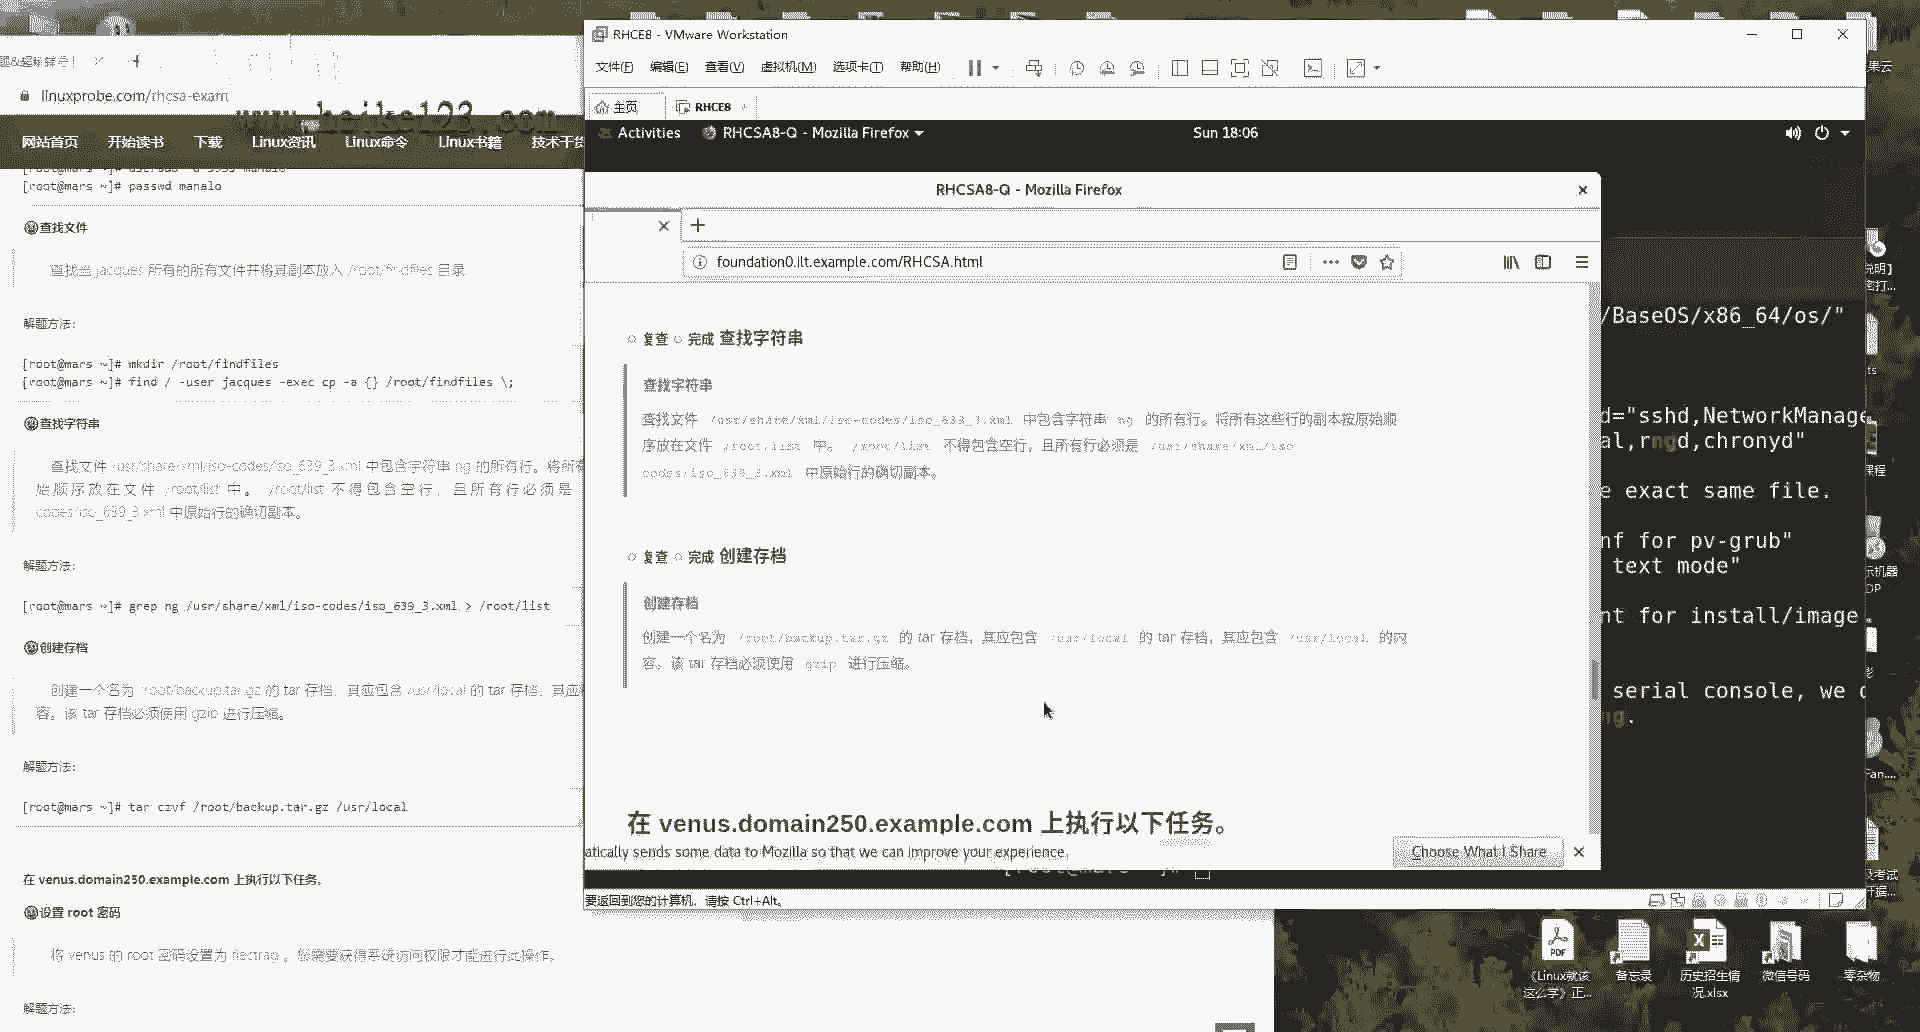 linuxprobe.com/rhcsa-exam
www.heike123.com
网站首页 开始读书 下载 Linux资讯 Linux命令 Linux书籍 技术干货
[root@mars ~]# passwd manalo
查找文件
查找当 jacques 所有的所有文件并将其副本放入 /root/findfiles 目录
解题方法:
[root@mars ~]# mkdir /root/findfiles
[root@mars ~]# find / -user jacques -exec cp -a {} /root/findfiles \;
查找字符串
查找文件 /usr/share/xml/iso-codes/iso_639_3.xml 中包含字符串 ng 的所有行。将所有
始顺序放在文件 /root/list 中。 /root/list 不得包含空行，且所有行必须是
codes/iso_639_3.xml 中原始行的确切副本。
解题方法:
[root@mars ~]# grep ng /usr/share/xml/iso-codes/iso_639_3.xml > /root/list
创建存档
创建一个名为 /root/backup.tar.gz 的 tar 存档，其应包含 /usr/local 的 tar 存档，其应
容。该 tar 存档必须使用 gzip 进行压缩。
解题方法:
[root@mars ~]# tar czvf /root/backup.tar.gz /usr/local
在 venus.domain250.example.com 上执行以下任务。
设置 root 密码
将 venus 的 root 密码设置为 flectrag 。您需要获得系统访问权限才能进行此操作。
解题方法:
RHCE8 - VMware Workstation
文件(F) 编辑(E) 查看(V) 虚拟机(M) 选项卡(T) 帮助(H)
主页 RHCE8
Activities RHCSA8-Q - Mozilla Firefox Sun 18:06
RHCSA8-Q - Mozilla Firefox
foundation0.ilt.example.com/RHCSA.html
复查 完成 查找字符串
查找字符串
查找文件 /usr/share/xml/iso-codes/iso_639_3.xml 中包含字符串 ng 的所有行。将所有这些行的副本按原始顺
序放在文件 /root/list 中。 /root/list 不得包含空行，且所有行必须是 /usr/share/xml/iso
codes/iso_639_3.xml 中原始行的确切副本。
复查 完成 创建存档
创建存档
创建一个名为 /root/backup.tar.gz 的 tar 存档，其应包含 /usr/local 的 tar 存档，其应包含 /usr/local 的内
容。该 tar 存档必须使用 gzip 进行压缩。
在 venus.domain250.example.com 上执行以下任务。
atically sends some data to Mozilla so that we can improve your experience.
Choose What I Share
/BaseOS/x86_64/os/"
d="sshd,NetworkManage
al,rngd,chronyd"
e exact same file.
nf for pv-grub"
text mode"
nt for install/image
serial console, we d
ng.
要返回到您的计算机，请按 Ctrl+Alt。
《Linux就该这么学》正...
备忘录
历史招生情况.xlsx
微信号码
零杂物